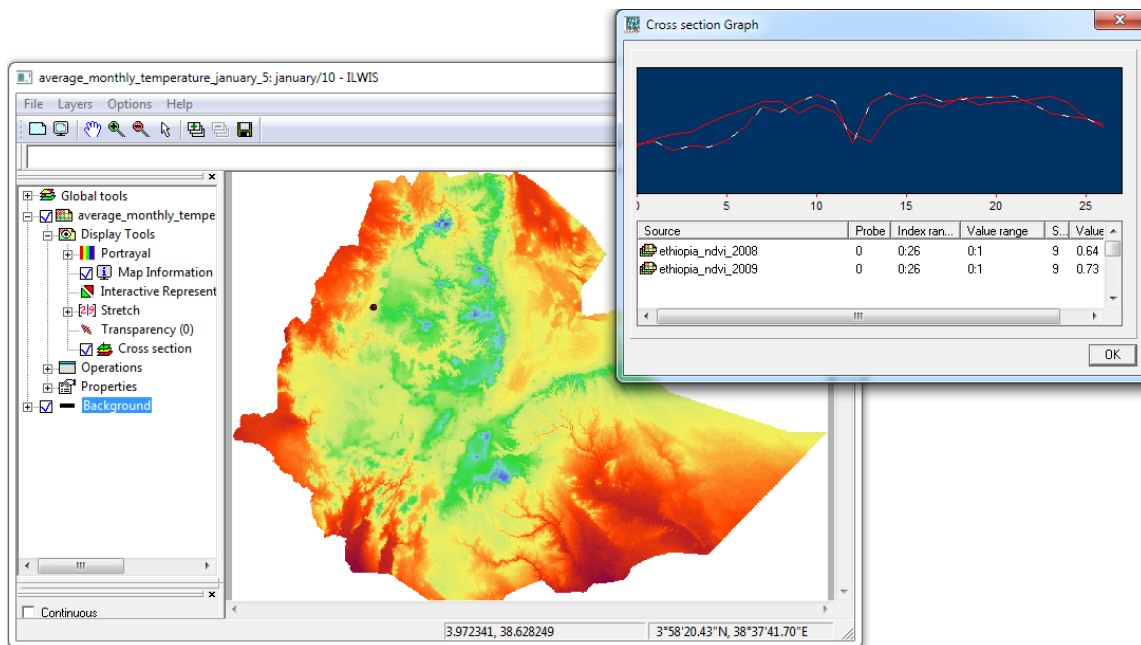 Cross section Graph
0 5 10 15 20 25
Source Probe Index ran... Value range S... Value
ethiopia_ndvi_2008 0 0:26 0:1 9 0.64
ethiopia_ndvi_2009 0 0:26 0:1 9 0.73
OK
average_monthly_temperature_january_5: january/10 - ILWIS
File Layers Options Help
Global tools
average_monthly_tempe
Display Tools
Portrayal
Map Information
Interactive Represent
Stretch
Transparency (0)
Cross section
Operations
Properties
Background
Continuous
3.972341, 38.628249 3°58'20.43"N, 38°37'41.70"E